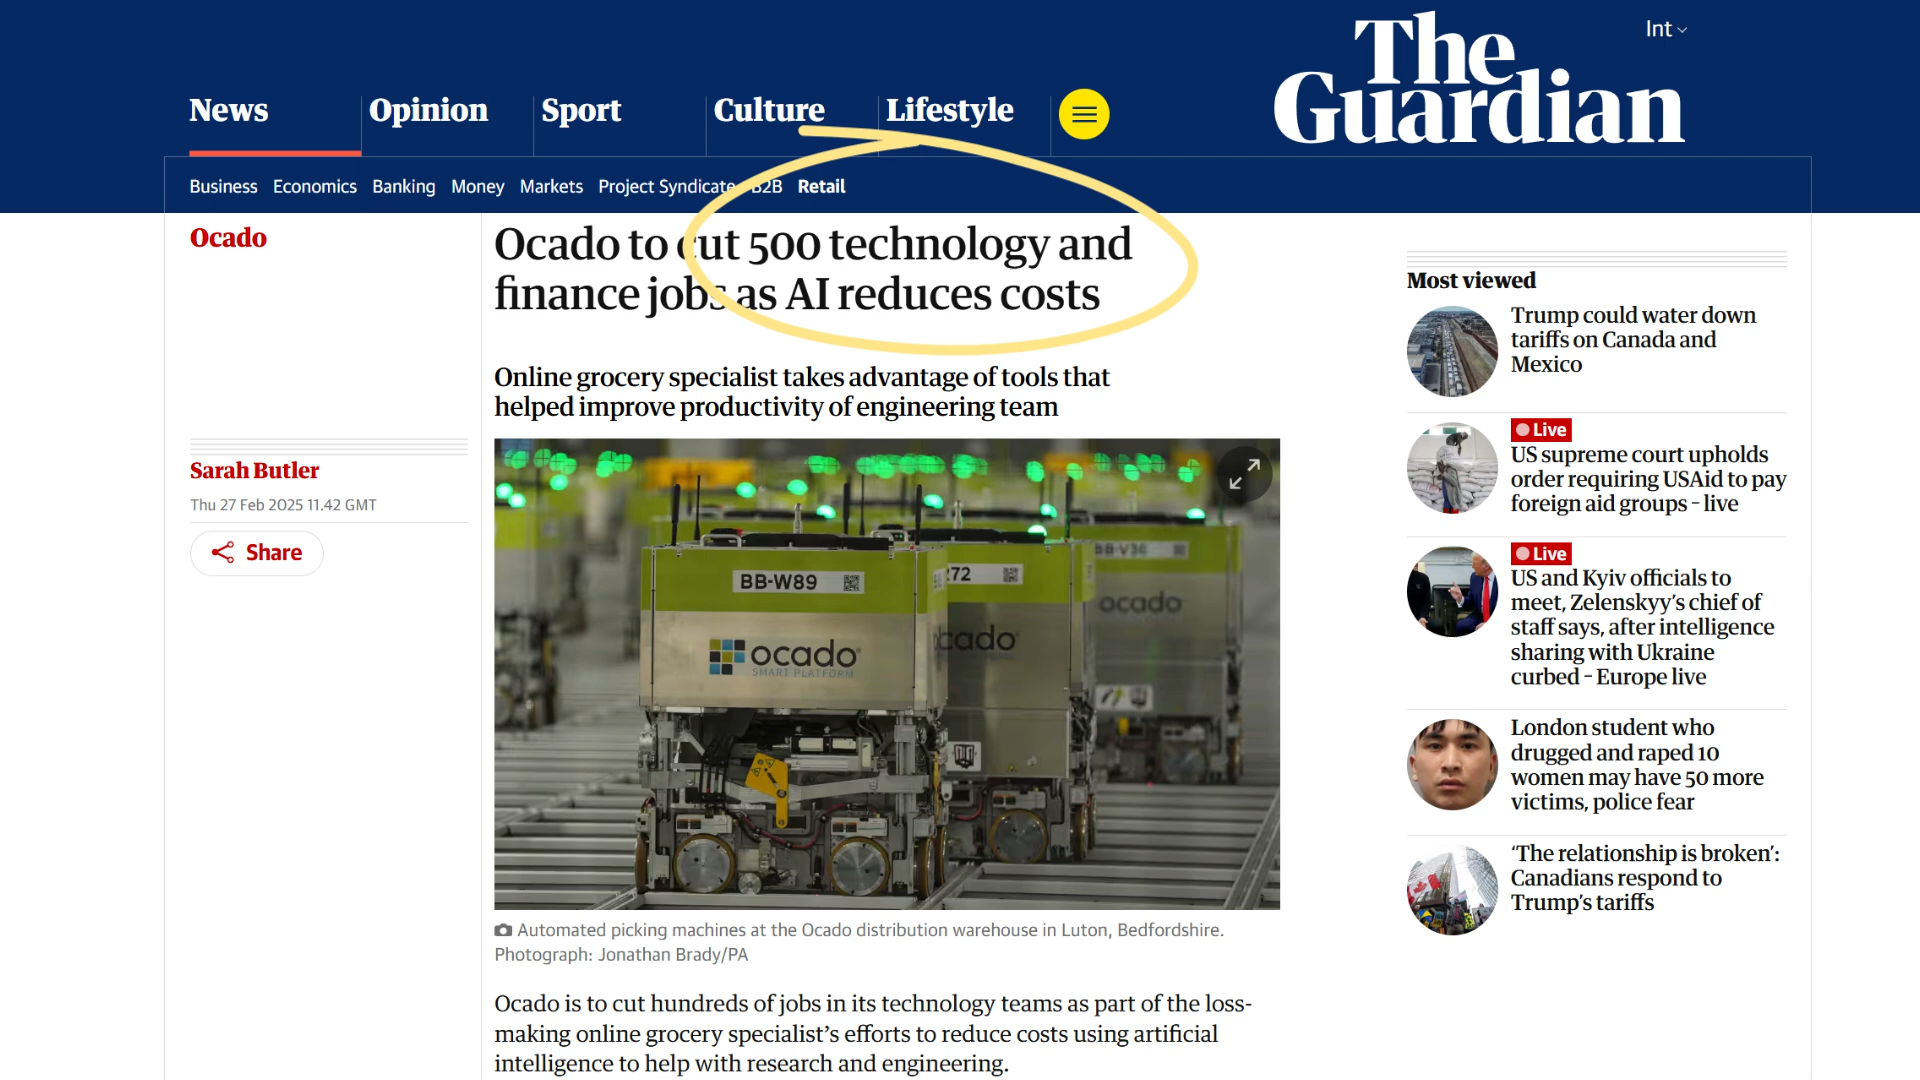 Int
The
Guardian
News
Opinion
Sport
Culture
Lifestyle
Business
Economics
Banking
Money
Markets
Project Syndicate
B2B
Retail
Ocado
Ocado to cut 500 technology and
finance jobs as AI reduces costs
Online grocery specialist takes advantage of tools that
helped improve productivity of engineering team
Sarah Butler
Thu 27 Feb 2025 11.42 GMT
Share
BB-W89
ocado
SMART PLATFORM
72
ocado
BB-V36
ocado
Automated picking machines at the Ocado distribution warehouse in Luton, Bedfordshire.
Photograph: Jonathan Brady/PA
Ocado is to cut hundreds of jobs in its technology teams as part of the loss-
making online grocery specialist’s efforts to reduce costs using artificial
intelligence to help with research and engineering.
Most viewed
Trump could water down
tariffs on Canada and
Mexico
Live
US supreme court upholds
order requiring USAid to pay
foreign aid groups – live
Live
US and Kyiv officials to
meet, Zelenskyy’s chief of
staff says, after intelligence
sharing with Ukraine
curbed – Europe live
London student who
drugged and raped 10
women may have 50 more
victims, police fear
‘The relationship is broken’:
Canadians respond to
Trump’s tariffs